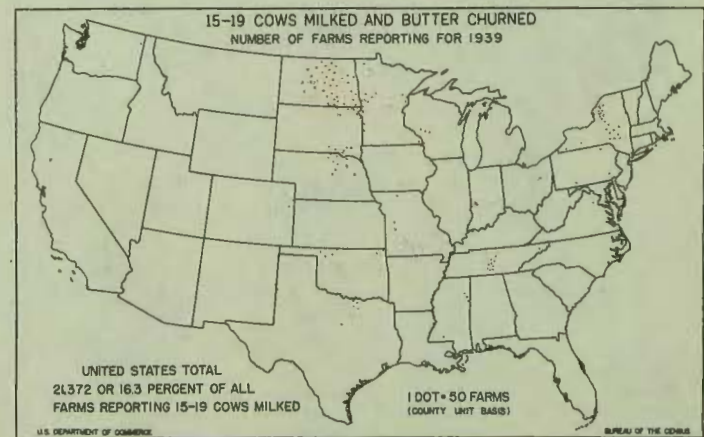 15-19 COWS MILKED AND BUTTER CHURNED
NUMBER OF FARMS REPORTING FOR 1939
UNITED STATES TOTAL
21,372 OR 16.3 PERCENT OF ALL
FARMS REPORTING 15-19 COWS MILKED
1 DOT=50 FARMS
(COUNTY UNIT BASIS)
U.S. DEPARTMENT OF COMMERCE
BUREAU OF THE CENSUS